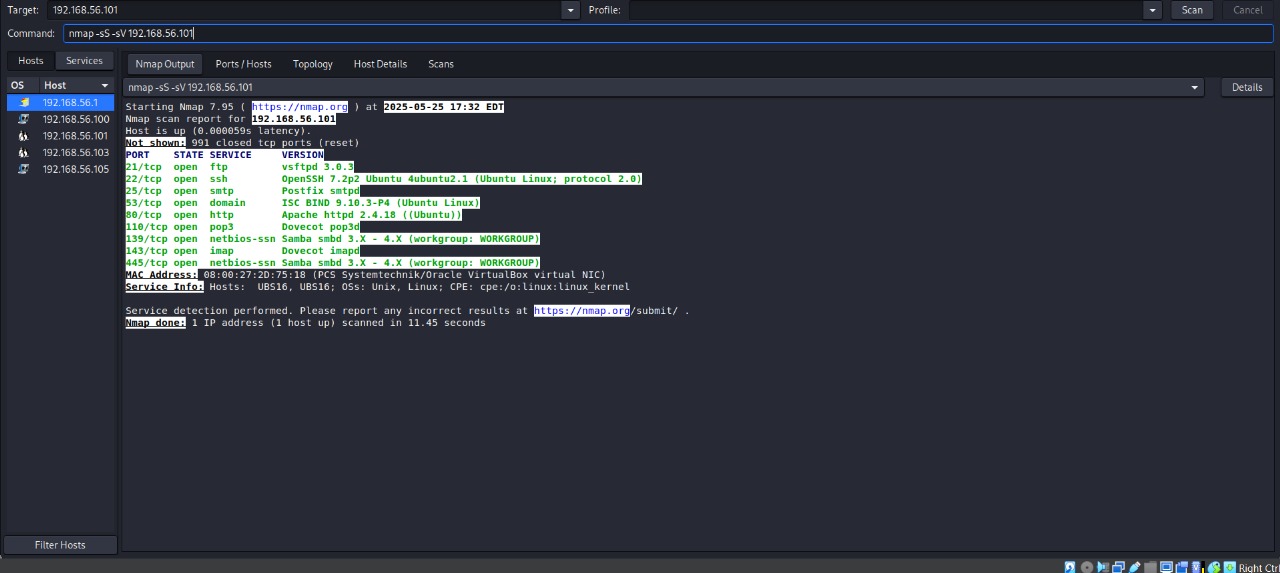 Target: 192.168.56.101 Profile: Scan Cancel
Command: nmap -sS -sV 192.168.56.101
Hosts Services Nmap Output Ports / Hosts Topology Host Details Scans
OS Host nmap -sS -sV 192.168.56.101 Details
192.168.56.1
192.168.56.100
192.168.56.101
192.168.56.103
192.168.56.105
Starting Nmap 7.95 ( https://nmap.org ) at 2025-05-25 17:32 EDT
Nmap scan report for 192.168.56.101
Host is up (0.000059s latency).
Not shown: 991 closed tcp ports (reset)
PORT STATE SERVICE VERSION
21/tcp open ftp vsftpd 3.0.3
22/tcp open ssh OpenSSH 7.2p2 Ubuntu 4ubuntu2.1 (Ubuntu Linux; protocol 2.0)
25/tcp open smtp Postfix smtpd
53/tcp open domain ISC BIND 9.10.3-P4 (Ubuntu Linux)
80/tcp open http Apache httpd 2.4.18 ((Ubuntu))
110/tcp open pop3 Dovecot pop3d
139/tcp open netbios-ssn Samba smbd 3.X - 4.X (workgroup: WORKGROUP)
143/tcp open imap Dovecot imapd
445/tcp open netbios-ssn Samba smbd 3.X - 4.X (workgroup: WORKGROUP)
MAC Address: 08:00:27:2D:75:18 (PCS Systemtechnik/Oracle VirtualBox virtual NIC)
Service Info: Hosts:  UBS16, UBS16; OSs: Unix, Linux; CPE: cpe:/o:linux:linux_kernel
Service detection performed. Please report any incorrect results at https://nmap.org/submit/ .
Nmap done: 1 IP address (1 host up) scanned in 11.45 seconds
Filter Hosts
Right Ctrl